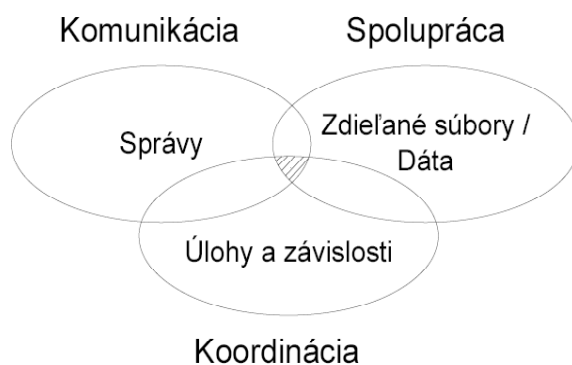 Komunikácia
Spolupráca
Správy
Zdieľané súbory /
Dáta
Úlohy a závislosti
Koordinácia